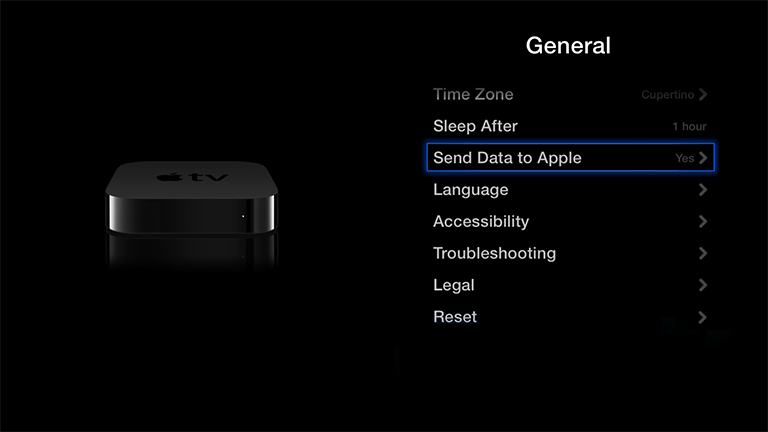 General
Time Zone Cupertino
Sleep After 1 hour
Send Data to Apple Yes
Language
Accessibility
Troubleshooting
Legal
Reset
tv